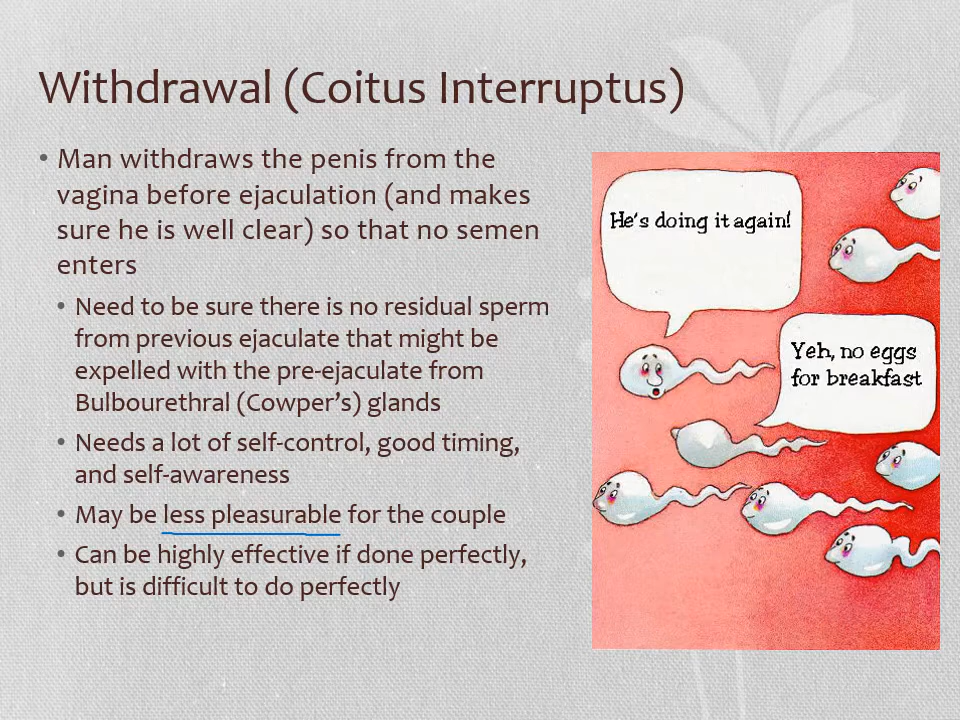 Withdrawal (Coitus Interruptus)
• Man withdraws the penis from the
vagina before ejaculation (and makes
sure he is well clear) so that no semen
enters
• Need to be sure there is no residual sperm
from previous ejaculate that might be
expelled with the pre-ejaculate from
Bulbourethral (Cowper's) glands
• Needs a lot of self-control, good timing,
and self-awareness
• May be less pleasurable for the couple
• Can be highly effective if done perfectly,
but is difficult to do perfectly
He's doing it again!
Yeh, no eggs
for breakfast